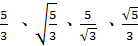 5/3 、 √(5/3) 、 5/√3 、 √5/3